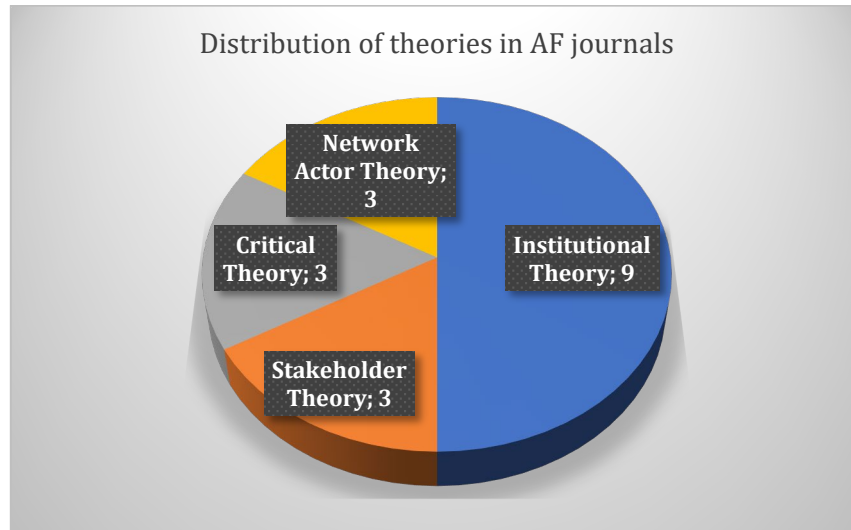 Distribution of theories in AF journals
Network
Actor Theory;
3
Institutional
Theory; 9
Critical
Theory; 3
Stakeholder
Theory; 3